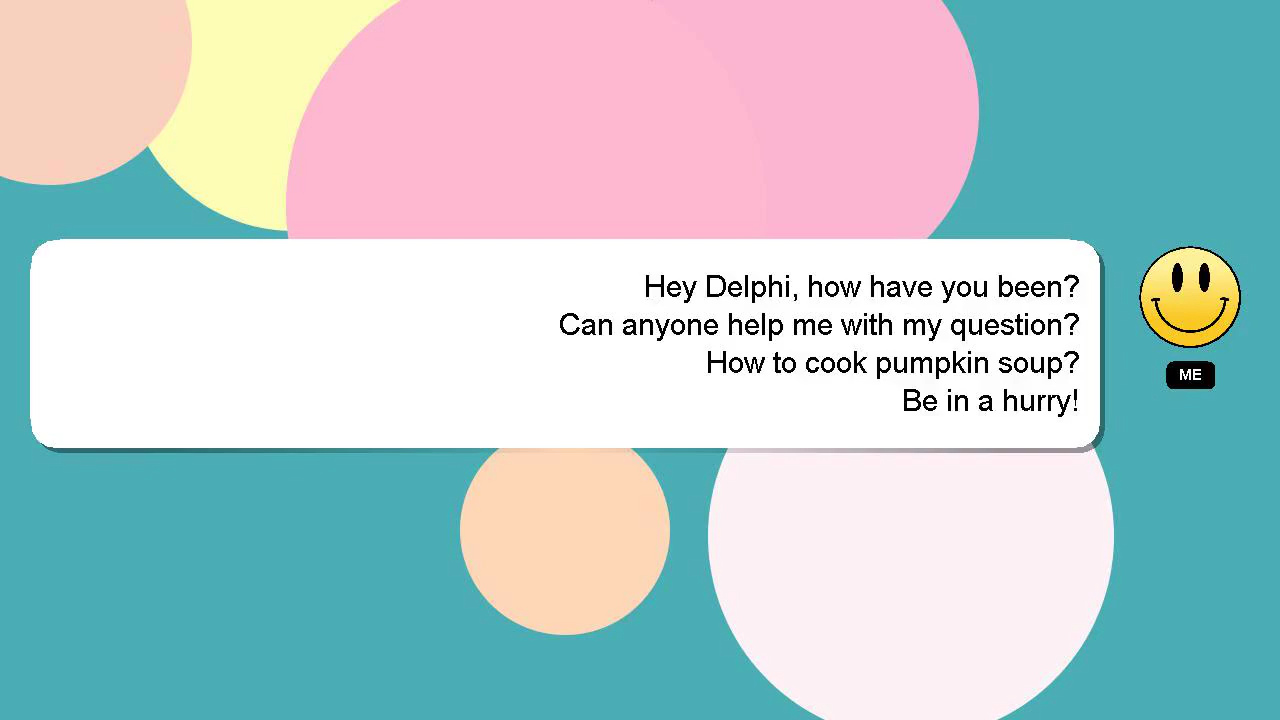 Hey Delphi, how have you been?
Can anyone help me with my question?
How to cook pumpkin soup?
Be in a hurry!
ME